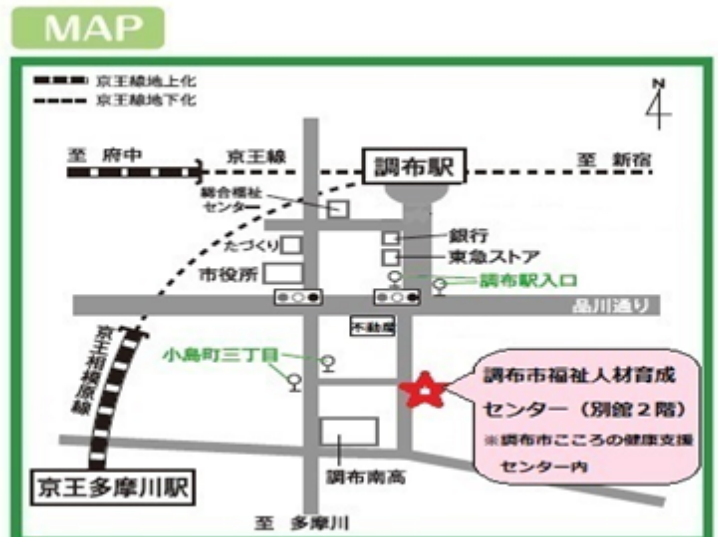 MAP
京王線地上化
京王線地下化
N
至 府中
京王線
調布駅
至 新宿
総合福祉
センター
銀行
たづくり
東急ストア
市役所
調布駅入口
品川通り
不動産
京王相模原線
小島町三丁目
調布市福祉人材育成
センター（別館２階）
※調布市こころの健康支援
センター内
調布南高
京王多摩川駅
至 多摩川